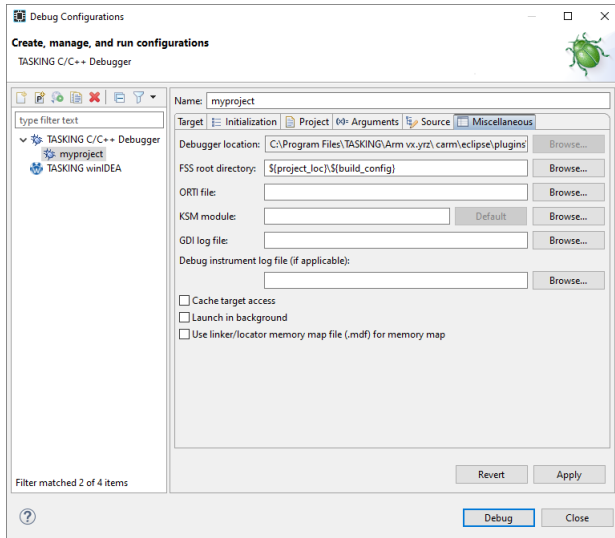 Debug Configurations
Create, manage, and run configurations
TASKING C/C++ Debugger
type filter text
TASKING C/C++ Debugger
myproject
TASKING winIDEA
Filter matched 2 of 4 items
Name: myproject
Target Initialization Project (x)= Arguments Source Miscellaneous
Debugger location: C:\Program Files\TASKING\Arm vx.yrz\ carm\eclipse\plugins\ Browse...
FSS root directory: ${project_loc}\${build_config} Browse...
ORTI file: Browse...
KSM module: Default Browse...
GDI log file: Browse...
Debug instrument log file (if applicable):
Browse...
Cache target access
Launch in background
Use linker/locator memory map file (.mdf) for memory map
Revert Apply
? Debug Close